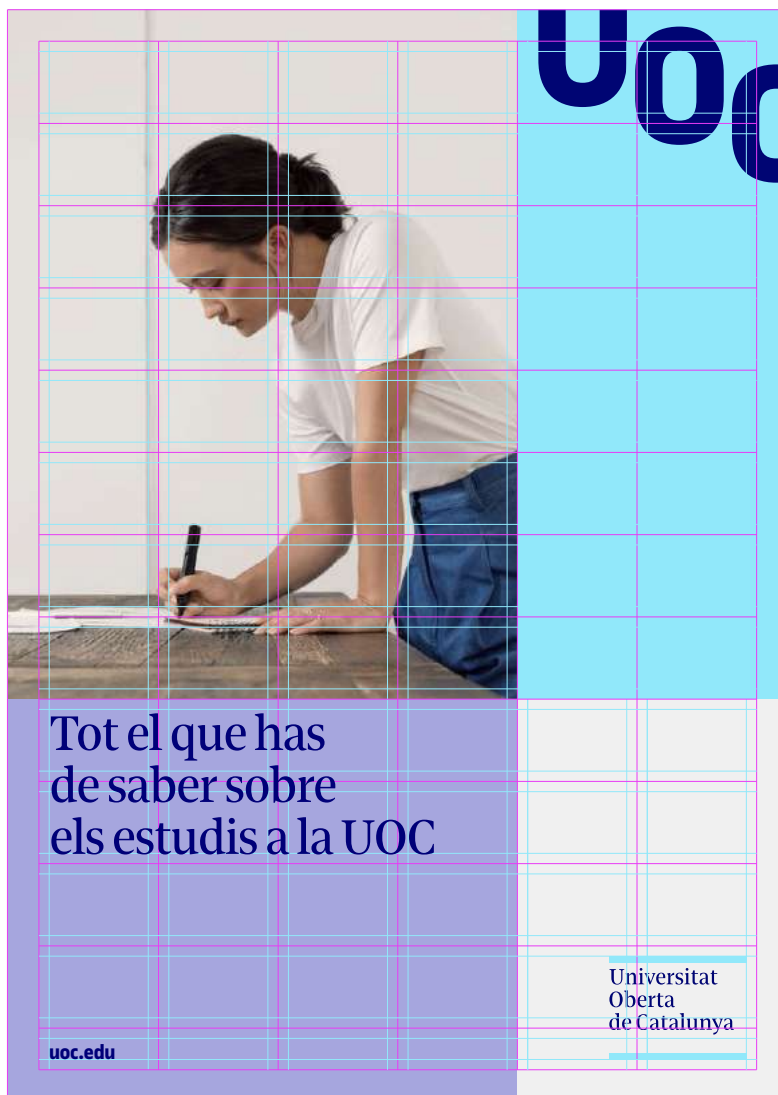 UOC
Tot el que has
de saber sobre
els estudis a la UOC
Universitat
Oberta
de Catalunya
uoc.edu